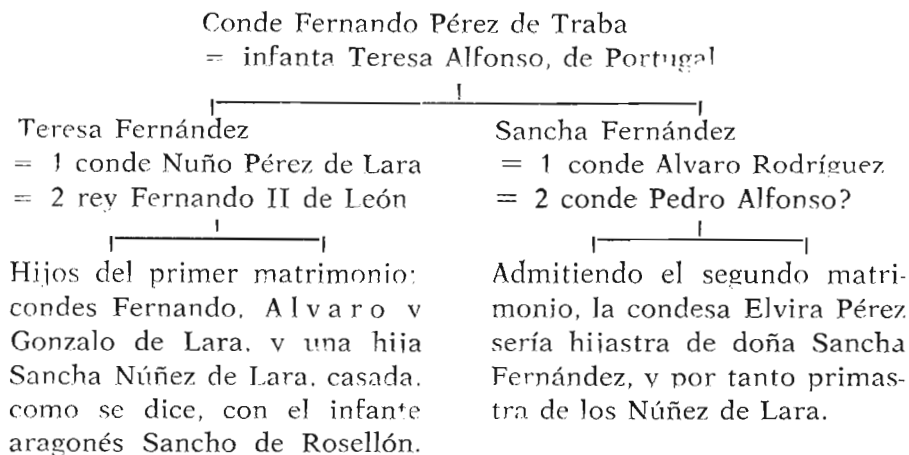 Conde Fernando Pérez de Traba
= infanta Teresa Alfonso, de Portugal
Teresa Fernández
= 1 conde Nuño Pérez de Lara
= 2 rey Fernando II de León
Sancha Fernández
= 1 conde Alvaro Rodríguez
= 2 conde Pedro Alfonso?
Hijos del primer matrimonio:
condes Fernando, Alvaro y
Gonzalo de Lara, y una hija
Sancha Núñez de Lara, casada,
como se dice, con el infante
aragonés Sancho de Rosellón.
Admitiendo el segundo matri-
monio, la condesa Elvira Pérez
sería hijastra de doña Sancha
Fernández, y por tanto primas-
tra de los Núñez de Lara.